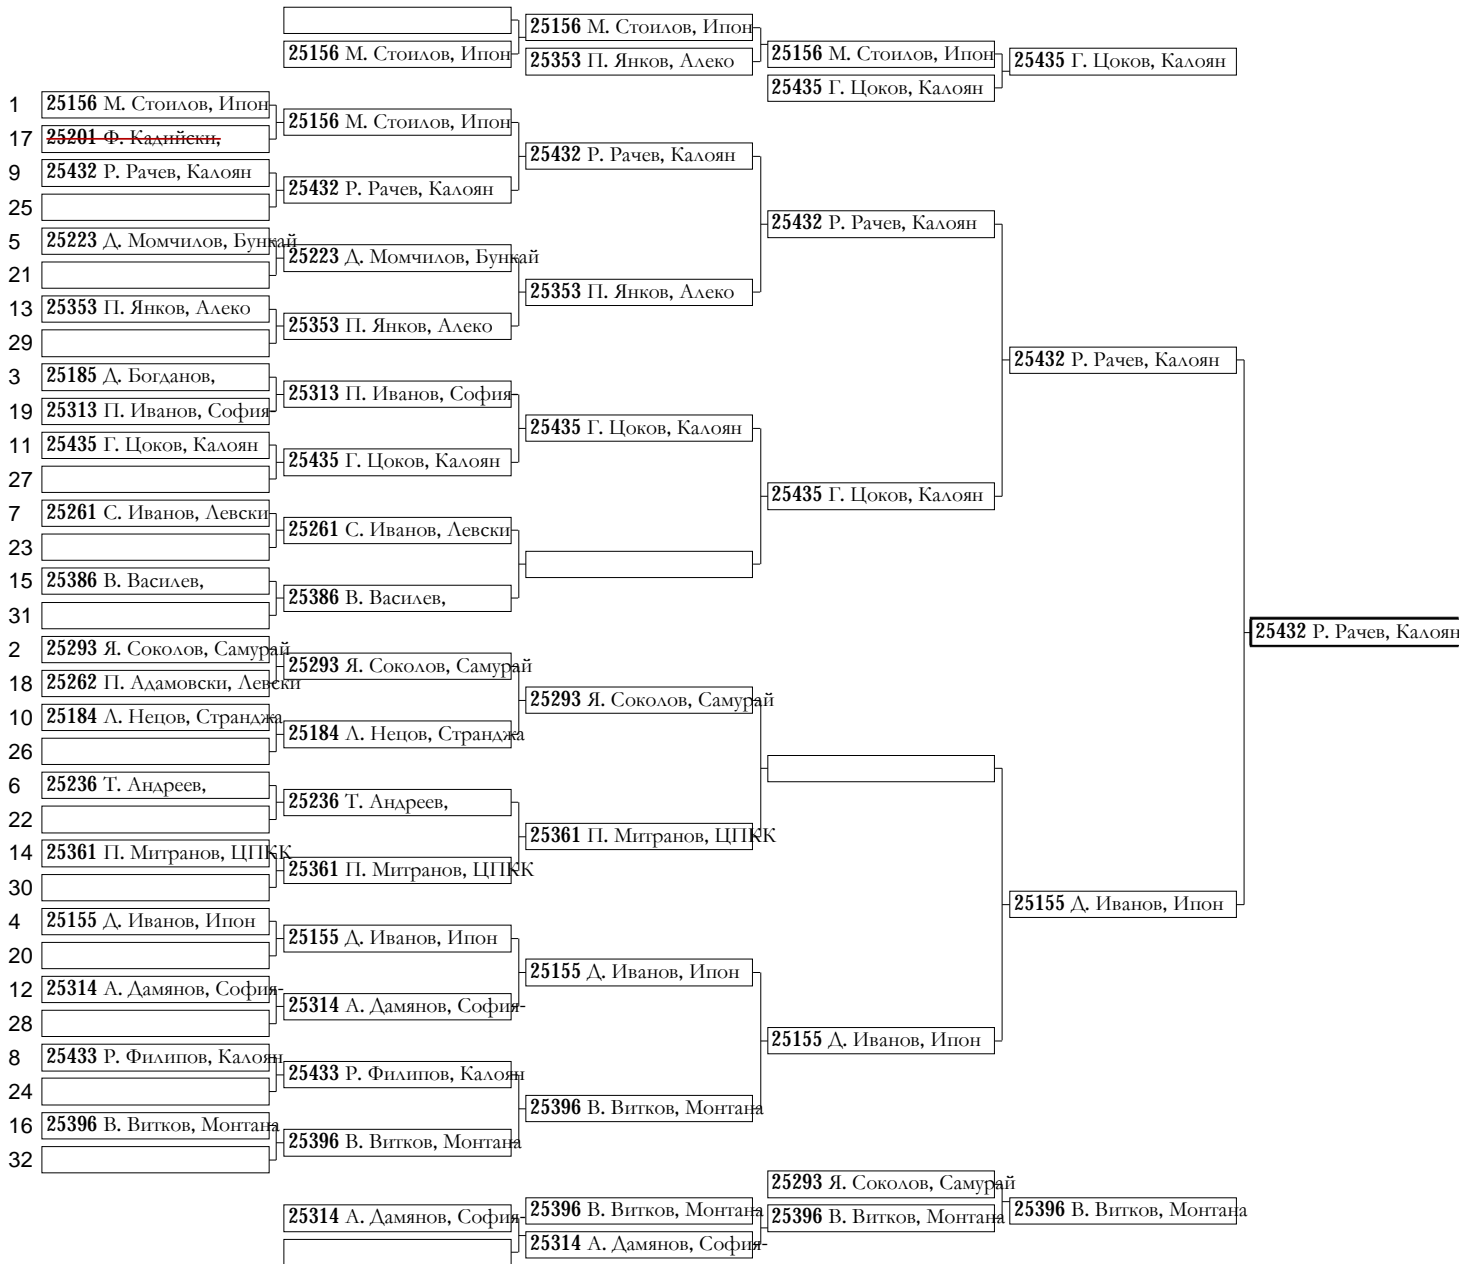 25156 М. Стоилов, Ипон
25156 М. Стоилов, Ипон
25353 П. Янков, Алеко
25156 М. Стоилов, Ипон
25435 Г. Цоков, Калоян
25435 Г. Цоков, Калоян
1 25156 М. Стоилов, Ипон
17 25201 Ф. Кадийски,
9 25432 Р. Рачев, Калоян
25
5 25223 Д. Момчилов, Бункай
21
13 25353 П. Янков, Алеко
29
3 25185 Д. Богданов,
19 25313 П. Иванов, София-
11 25435 Г. Цоков, Калоян
27
7 25261 С. Иванов, Левски
23
15 25386 В. Василев,
31
2 25293 Я. Соколов, Самурай
18 25262 П. Адамовски, Левски
10 25184 Л. Нецов, Странджа
26
6 25236 Т. Андреев,
22
14 25361 П. Митранов, ЦПКК
30
4 25155 Д. Иванов, Ипон
20
12 25314 А. Дамянов, София-
28
8 25433 Р. Филипов, Калоян
24
16 25396 В. Витков, Монтана
32
25156 М. Стоилов, Ипон
25432 Р. Рачев, Калоян
25223 Д. Момчилов, Бункай
25353 П. Янков, Алеко
25313 П. Иванов, София-
25435 Г. Цоков, Калоян
25261 С. Иванов, Левски
25386 В. Василев,
25293 Я. Соколов, Самурай
25184 Л. Нецов, Странджа
25236 Т. Андреев,
25361 П. Митранов, ЦПКК
25155 Д. Иванов, Ипон
25314 А. Дамянов, София-
25433 Р. Филипов, Калоян
25396 В. Витков, Монтана
25432 Р. Рачев, Калоян
25353 П. Янков, Алеко
25435 Г. Цоков, Калоян
25293 Я. Соколов, Самурай
25361 П. Митранов, ЦПКК
25155 Д. Иванов, Ипон
25396 В. Витков, Монтана
25432 Р. Рачев, Калоян
25435 Г. Цоков, Калоян
25155 Д. Иванов, Ипон
25432 Р. Рачев, Калоян
25155 Д. Иванов, Ипон
25432 Р. Рачев, Калоян
25314 А. Дамянов, София-
25396 В. Витков, Монтана
25314 А. Дамянов, София-
25293 Я. Соколов, Самурай
25396 В. Витков, Монтана
25396 В. Витков, Монтана